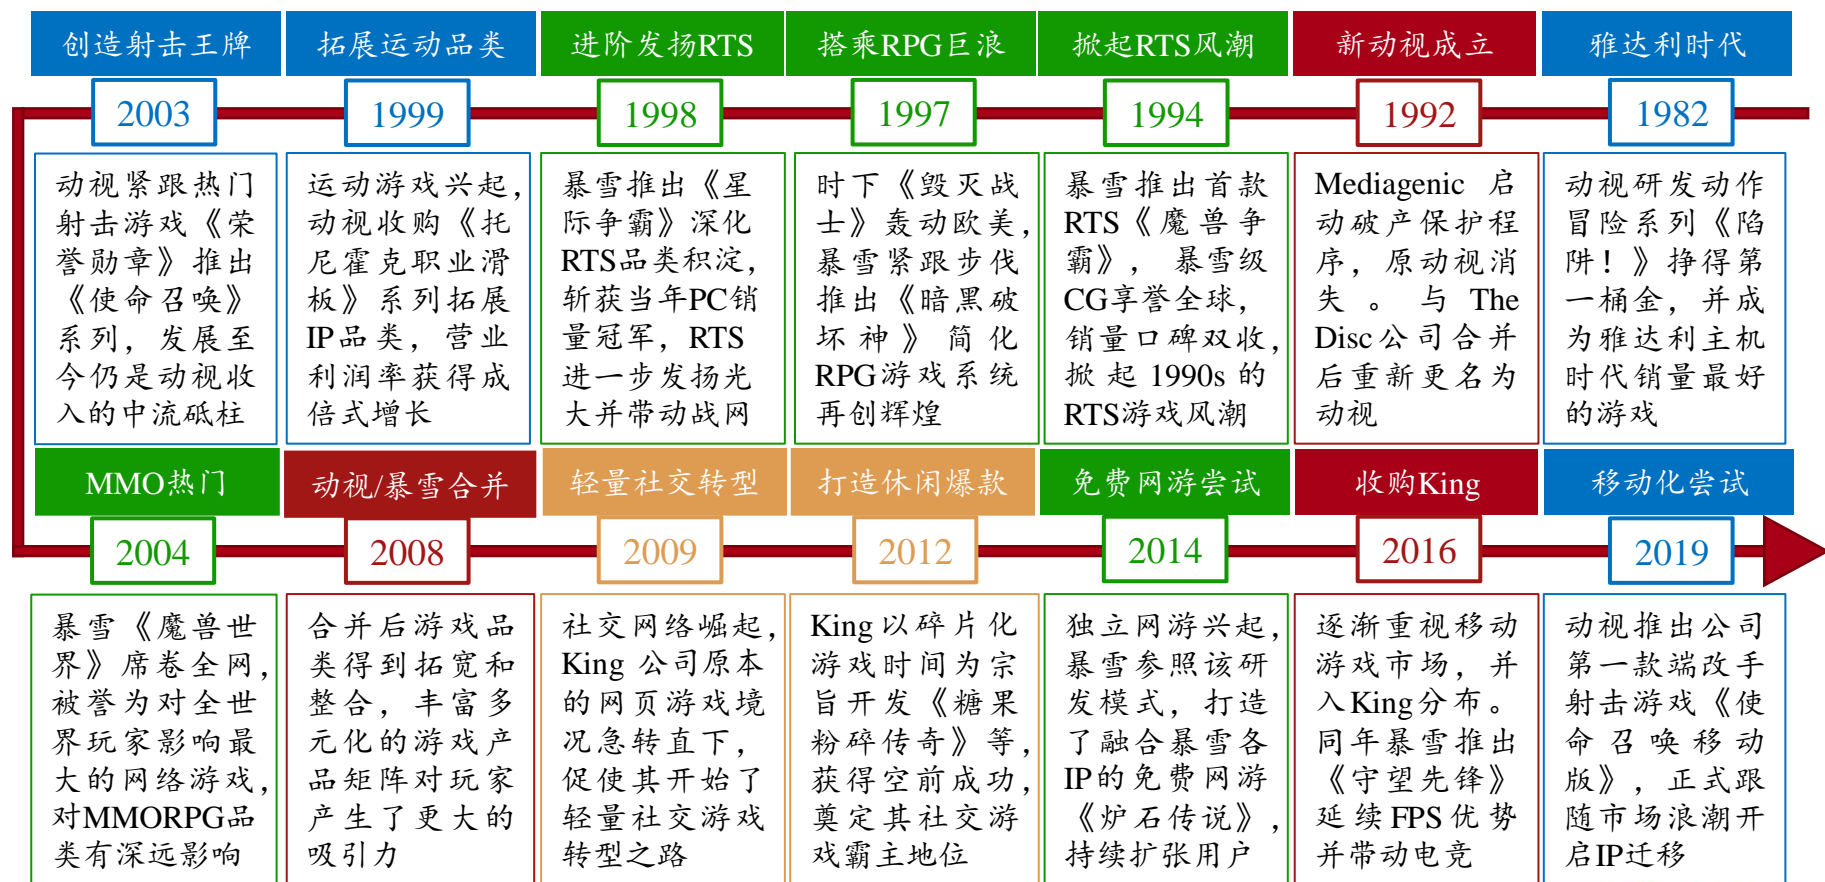 创造射击王牌
拓展运动品类
进阶发扬RTS
搭乘RPG巨浪
掀起RTS风潮
新动视成立
雅达利时代
2003
1999
1998
1997
1994
1992
1982
动视紧跟热门
射击游戏《荣
誉勋章》推出
《使命召唤》
系列，发展至
今仍是动视收
入的中流砥柱
运动游戏兴起，
动视收购《托
尼霍克职业滑
板》系列拓展
IP品类，营业
利润率获得成
倍式增长
暴雪推出《星
际争霸》深化
RTS品类积淀，
斩获当年PC销
量冠军，RTS
进一步发扬光
大并带动战网
时下《毁灭战
士》轰动欧美，
暴雪紧跟步伐
推出《暗黑破
坏神》简化
RPG游戏系统
再创辉煌
暴雪推出首款
RTS《魔兽争
霸》，暴雪级
CG享誉全球，
销量口碑双收，
掀起1990s的
RTS游戏风潮
Mediagenic 启
动破产保护程
序，原动视消
失。与The
Disc公司合并
后重新更名为
动视
动视研发动作
冒险系列《陷
阱！》挣得第
一桶金，并成
为雅达利主机
时代销量最好
的游戏
MMO热门
动视/暴雪合并
轻量社交转型
打造休闲爆款
免费网游尝试
收购King
移动化尝试
2004
2008
2009
2012
2014
2016
2019
暴雪《魔兽世
界》席卷全网，
被誉为对全世
界玩家影响最
大的网络游戏，
对MMORPG品
类有深远影响
合并后游戏品
类得到拓宽和
整合，丰富多
元化的游戏产
品矩阵对玩家
产生了更大的
吸引力
社交网络崛起，
King 公司原本
的网页游戏境
况急转直下，
促使其开始了
轻量社交游戏
转型之路
King 以碎片化
游戏时间为宗
旨开发《糖果
粉碎传奇》等，
获得空前成功，
奠定其社交游
戏霸主地位
独立网游兴起，
暴雪参照该研
发模式，打造
了融合暴雪各
IP的免费网游
《炉石传说》，
持续扩张用户
逐渐重视移动
游戏市场，并
入King分布。
同年暴雪推出
《守望先锋》
延续FPS优势
并带动电竞
动视推出公司
第一款端改手
射击游戏《使
命召唤移动
版》，正式跟
随市场浪潮开
启IP迁移